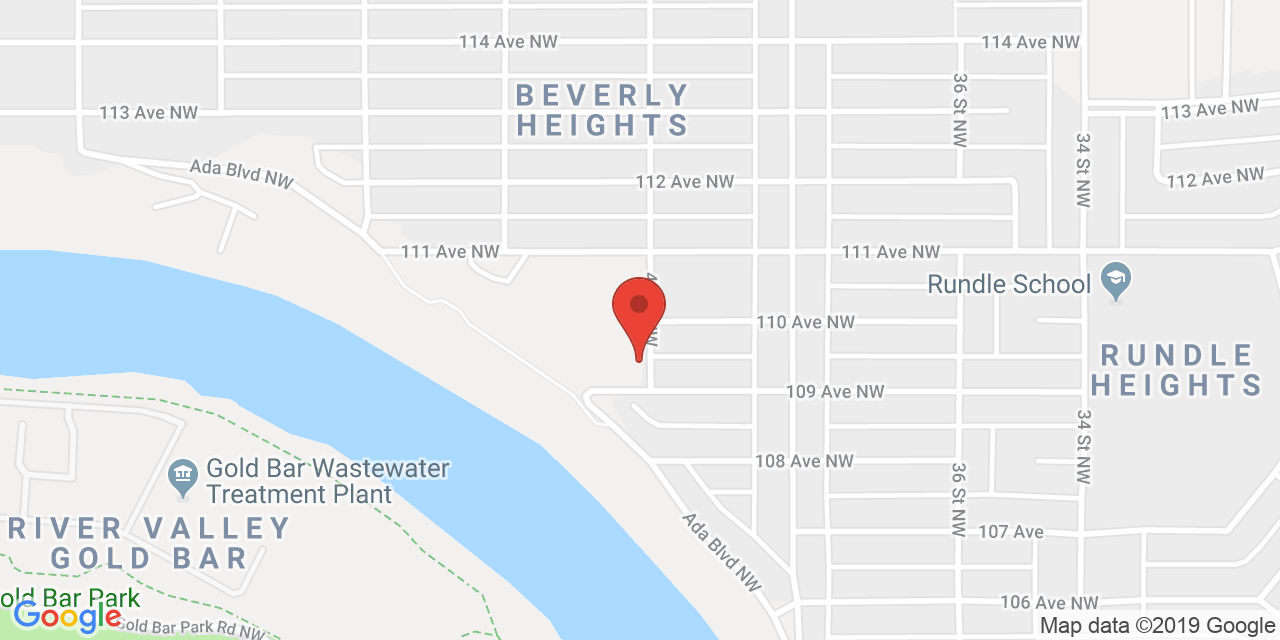 114 Ave NW
114 Ave NW
BEVERLY
HEIGHTS
36 St NW
113 Ave NW
113 Ave NW
34 St NW
Ada Blvd NW
112 Ave NW
112 Ave NW
111 Ave NW
111 Ave NW
Rundle School
110 Ave NW
RUNDLE
HEIGHTS
109 Ave NW
34 St NW
108 Ave NW
36 St NW
Gold Bar Wastewater
Treatment Plant
RIVER VALLEY
GOLD BAR
Ada Blvd NW
107 Ave
old Bar Park
106 Ave NW
Google
Gold Bar Park Rd NW
Map data ©2019 Google